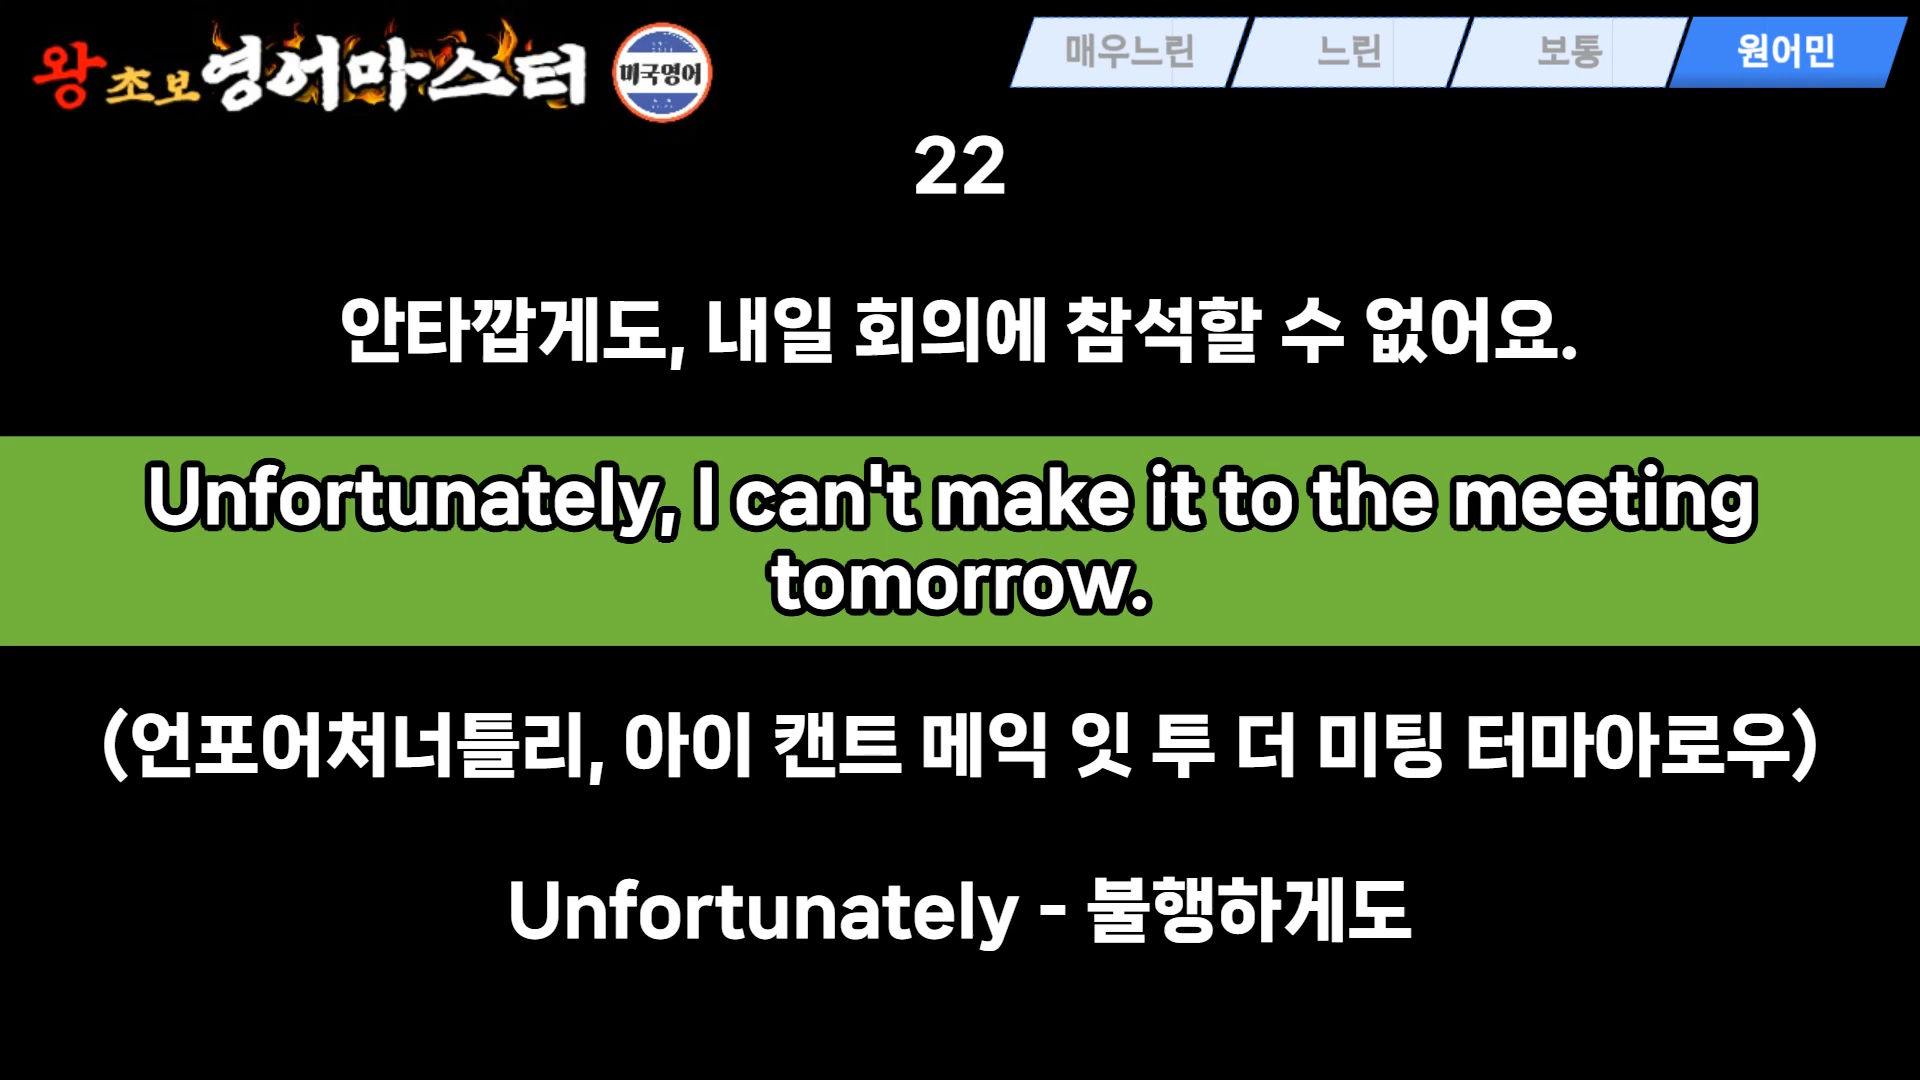 왕초보영어마스터 미국영어
매우느린 느린 보통 원어민
22
안타깝게도, 내일 회의에 참석할 수 없어요.
Unfortunately, I can't make it to the meeting
tomorrow.
(언포어처너틀리, 아이 캔트 메익 잇 투 더 미팅 터마아로우)
Unfortunately - 불행하게도